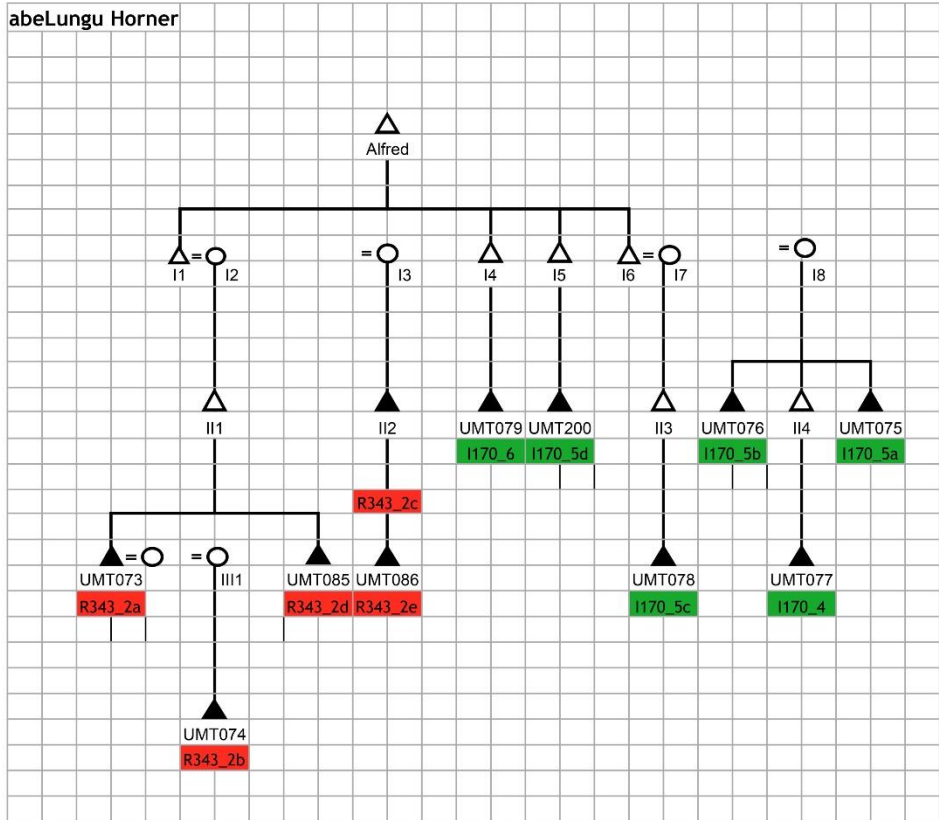 abeLungu Horner
Alfred
I1 = I2 = I3 I4 I5 I6 = I7 = I8
II1 II2 UMT079 UMT200 II3 UMT076 II4 UMT075
I170_6 I170_5d I170_5b I170_5a
R343_2c
= =
UMT073 III1 UMT085 UMT086 UMT078 UMT077
R343_2a R343_2d R343_2e I170_5c I170_4
UMT074
R343_2b